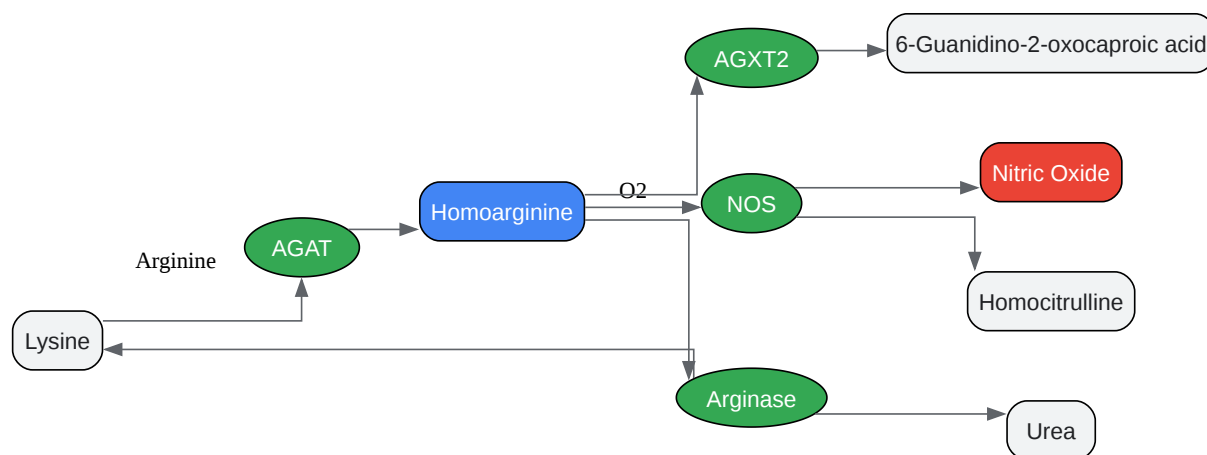 AGXT2
6-Guanidino-2-oxocaproic acid
Nitric Oxide
O2
NOS
Homoarginine
AGAT
Arginine
Homocitrulline
Lysine
Arginase
Urea